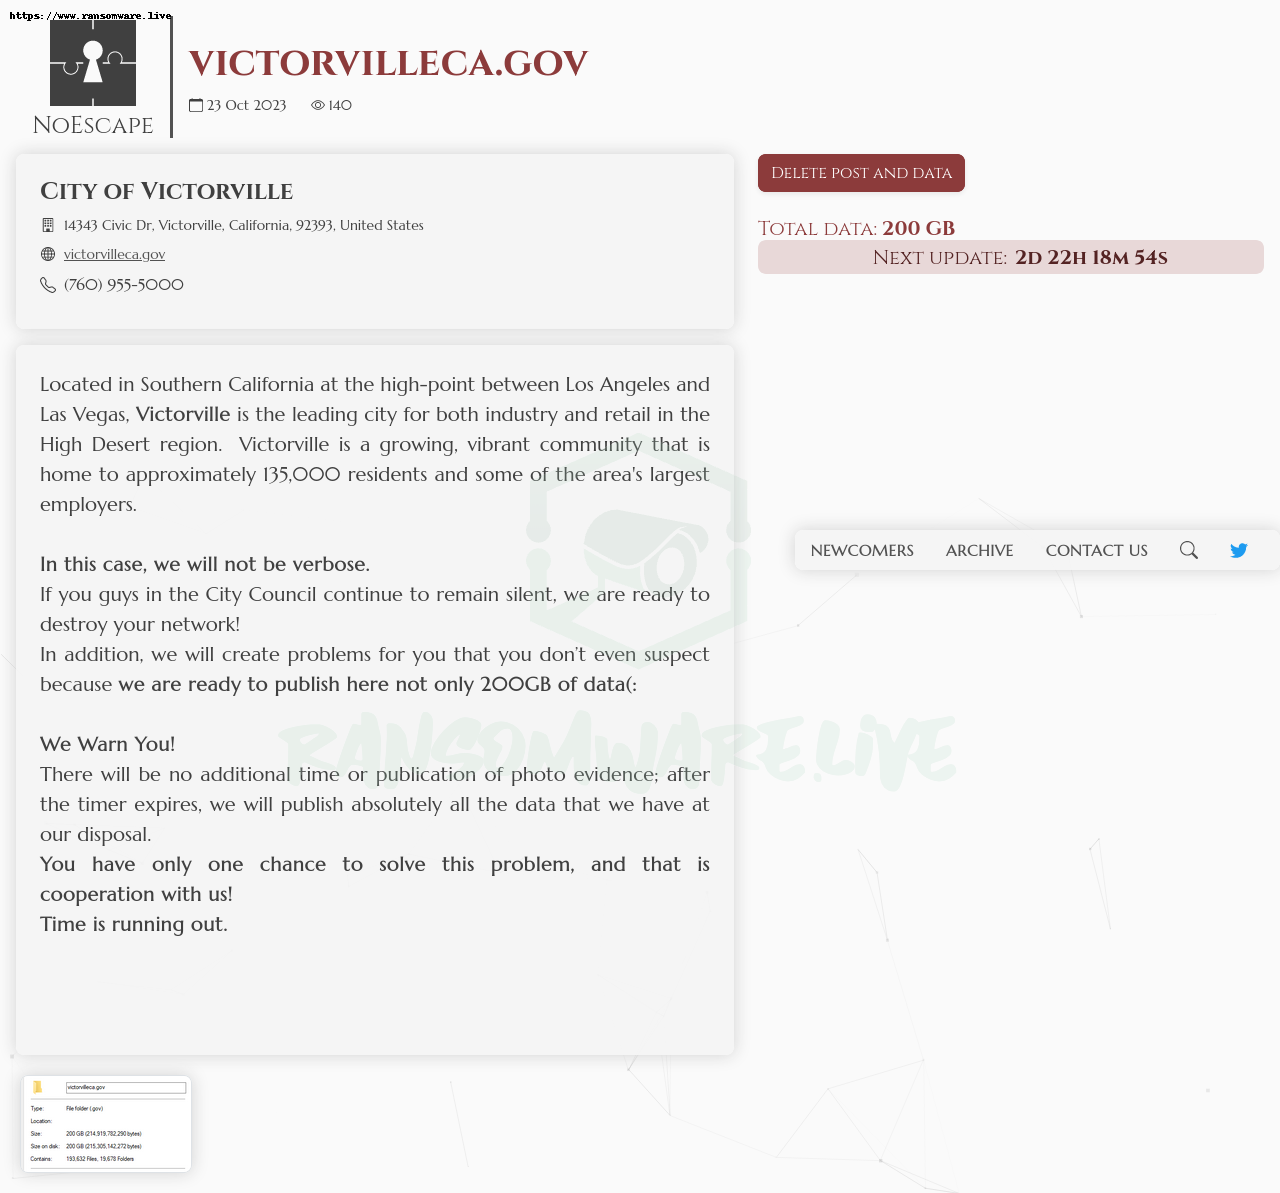 https://www.ransomware.live
NoEscape
VICTORVILLECA.GOV
23 Oct 2023 140
City of Victorville
14343 Civic Dr, Victorville, California, 92393, United States
victorvilleca.gov
(760) 955-5000
Delete post and data
Total data: 200 GB
Next update: 2d 22h 18m 54s
Located in Southern California at the high-point between Los Angeles and
Las Vegas, Victorville is the leading city for both industry and retail in the
High Desert region. Victorville is a growing, vibrant community that is
home to approximately 135,000 residents and some of the area's largest
employers.
In this case, we will not be verbose.
If you guys in the City Council continue to remain silent, we are ready to
destroy your network!
In addition, we will create problems for you that you don’t even suspect
because we are ready to publish here not only 200GB of data(:
We Warn You!
There will be no additional time or publication of photo evidence; after
the timer expires, we will publish absolutely all the data that we have at
our disposal.
You have only one chance to solve this problem, and that is
cooperation with us!
Time is running out.
NEWCOMERS ARCHIVE CONTACT US
RANSOMWARE.LIVE
victorvilleca.gov
Type: File folder (.gov)
Location:
Size: 200 GB (214,919,782,290 bytes)
Size on disk: 200 GB (215,305,142,272 bytes)
Contains: 193,632 Files, 19,678 Folders